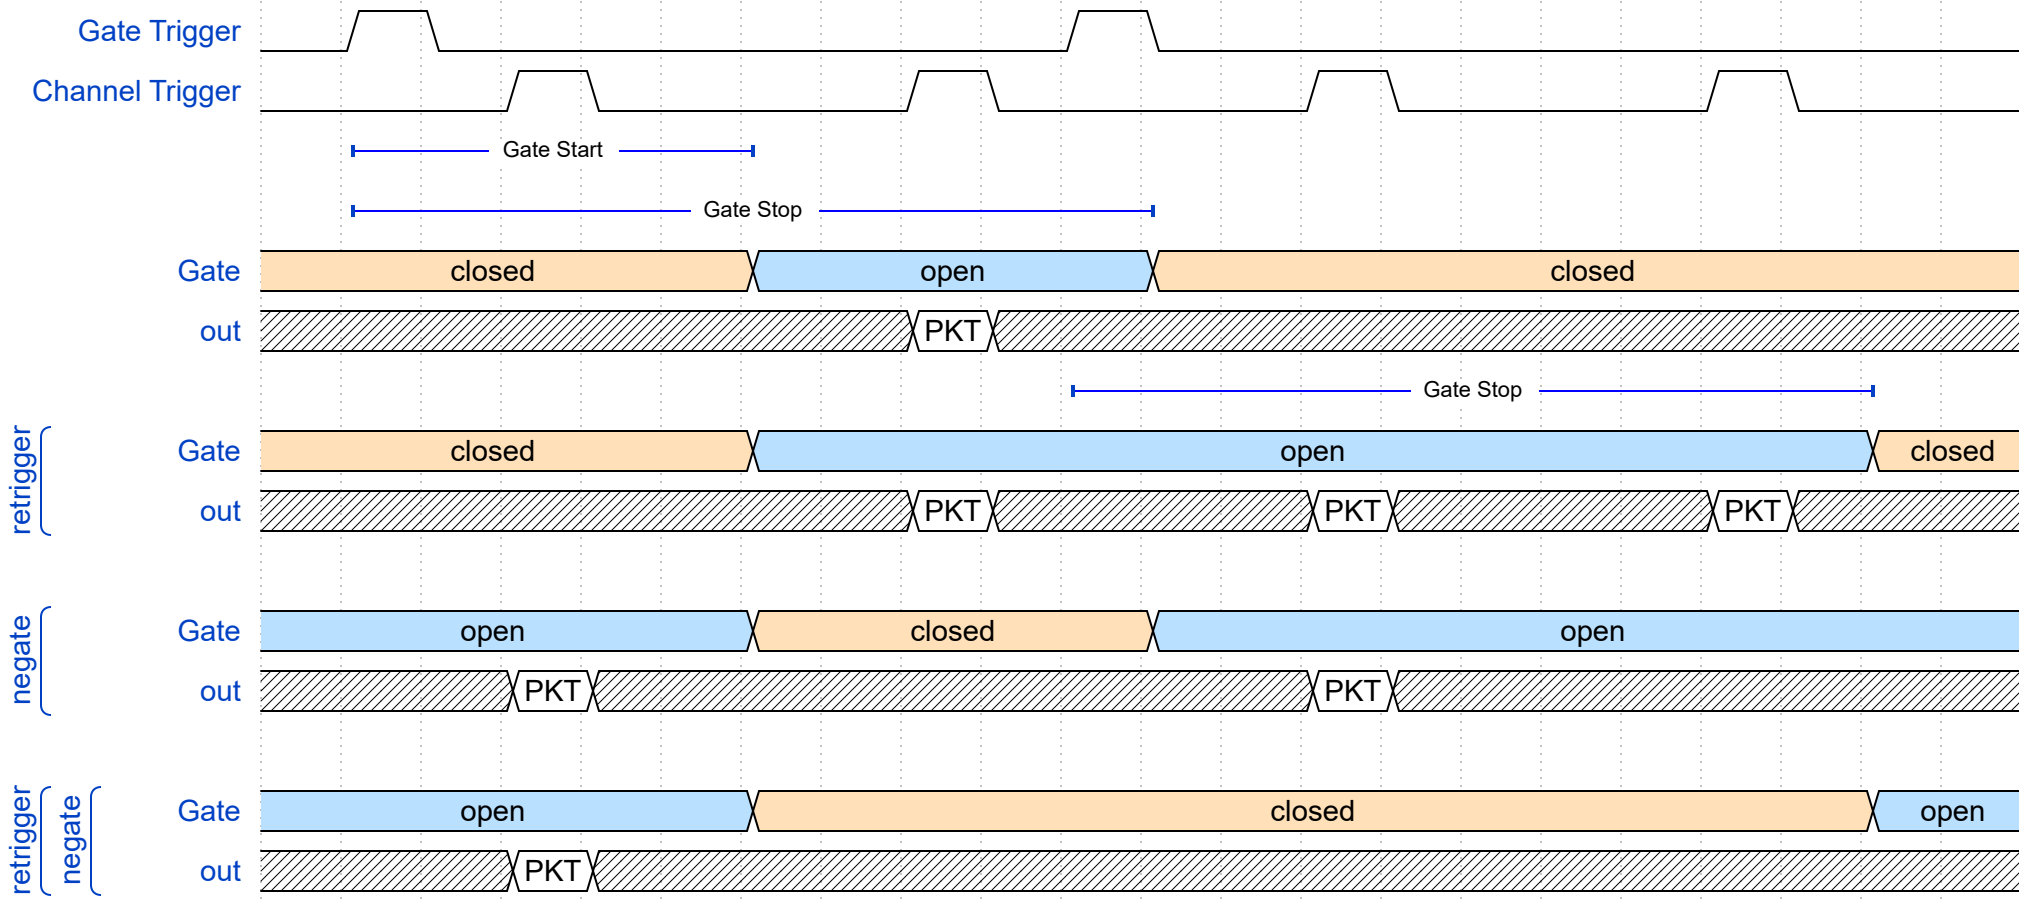 Gate Trigger
Channel Trigger
Gate Start
Gate Stop
Gate closed open closed
out PKT
Gate Stop
retrigger
Gate closed open closed
out PKT PKT PKT
negate
Gate open closed open
out PKT PKT
retrigger
negate
Gate open closed open
out PKT